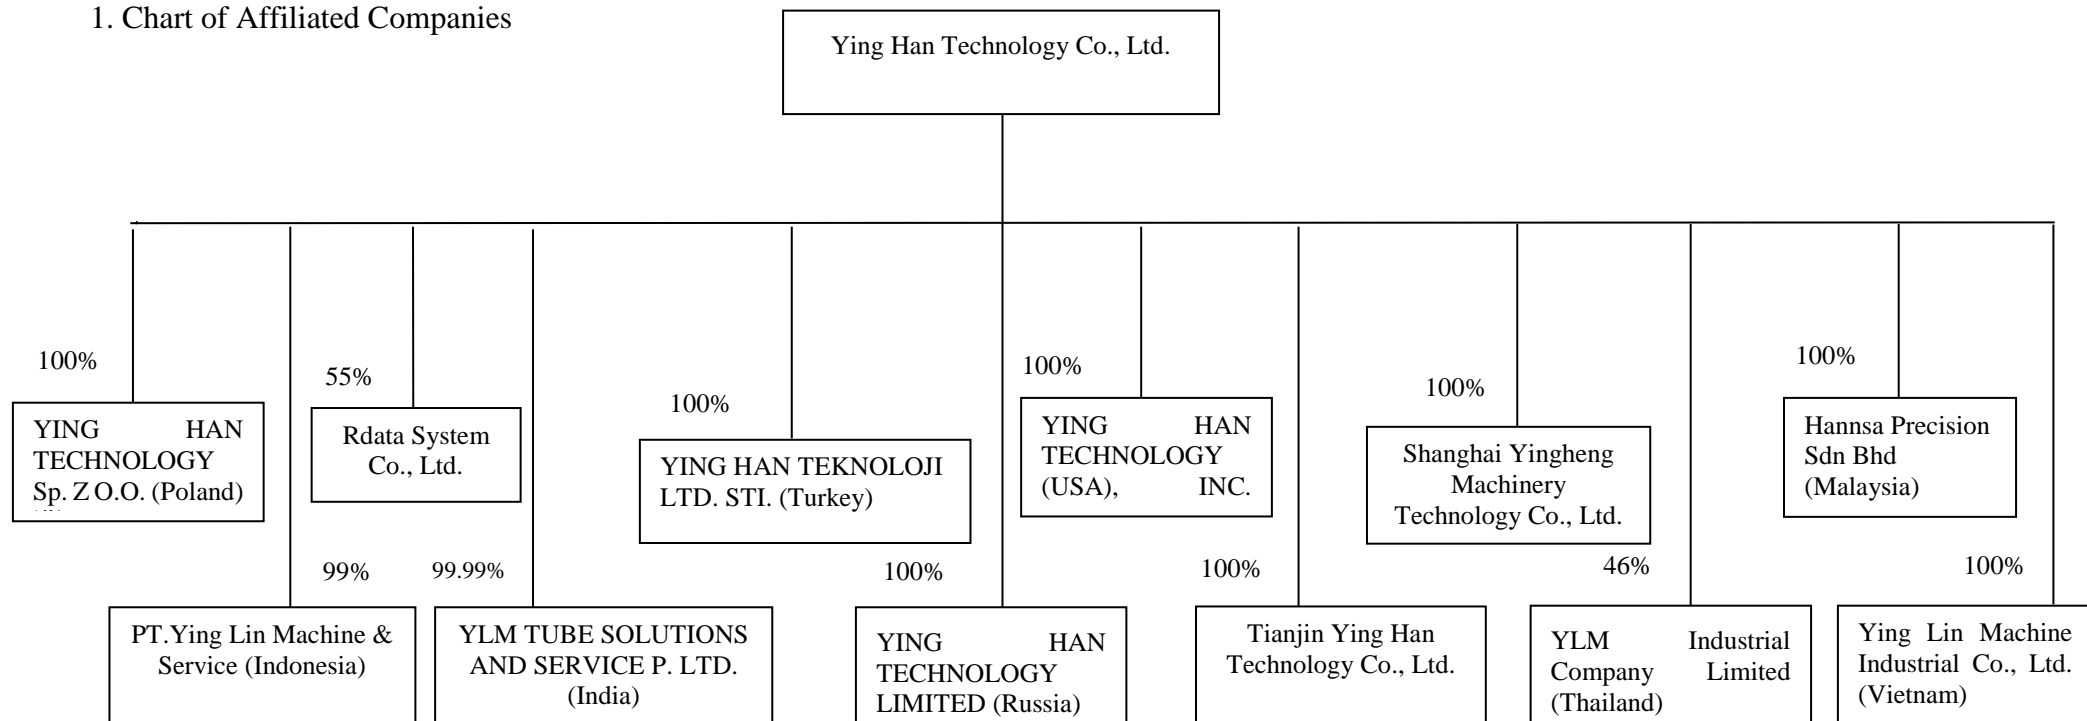 1. Chart of Affiliated Companies
Ying Han Technology Co., Ltd.
100%
YING HAN
TECHNOLOGY
Sp. Z O.O. (Poland)
55%
Rdata System
Co., Ltd.
100%
YING HAN TEKNOLOJI
LTD. STI. (Turkey)
100%
YING HAN
TECHNOLOGY
(USA), INC.
100%
Shanghai Yingheng
Machinery
Technology Co., Ltd.
100%
Hannsa Precision
Sdn Bhd
(Malaysia)
99%
PT.Ying Lin Machine &
Service (Indonesia)
99.99%
YLM TUBE SOLUTIONS
AND SERVICE P. LTD.
(India)
100%
YING HAN
TECHNOLOGY
LIMITED (Russia)
100%
Tianjin Ying Han
Technology Co., Ltd.
46%
YLM Industrial
Company Limited
(Thailand)
100%
Ying Lin Machine
Industrial Co., Ltd.
(Vietnam)